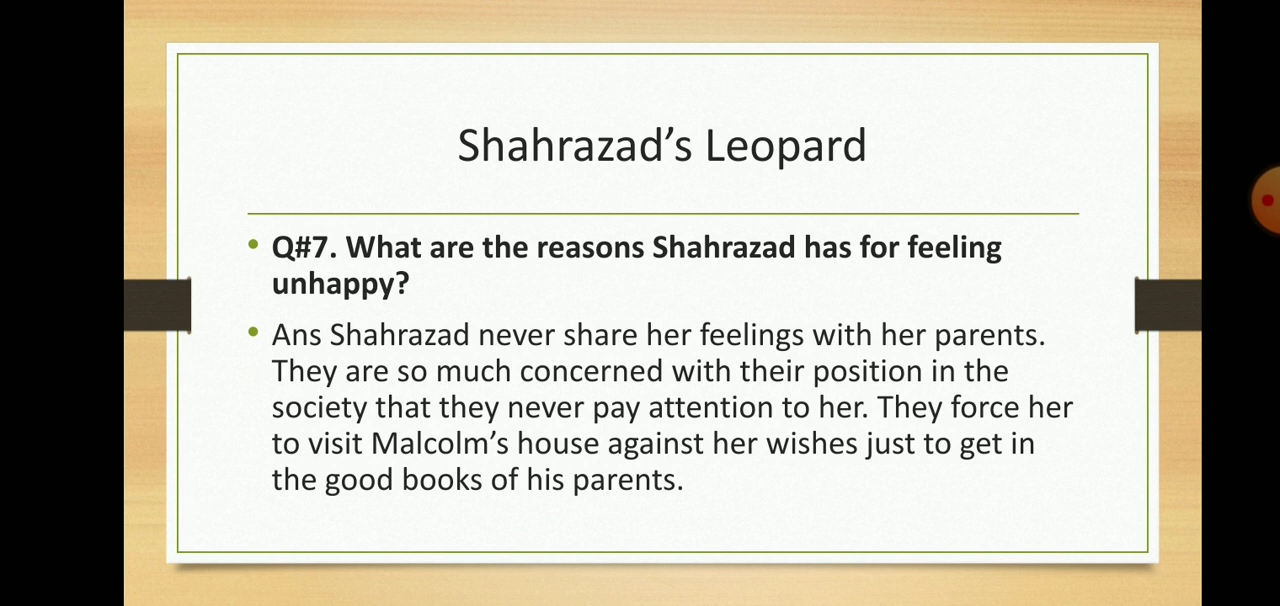 Shahrazad’s Leopard
• Q#7. What are the reasons Shahrazad has for feeling
unhappy?
• Ans Shahrazad never share her feelings with her parents.
They are so much concerned with their position in the
society that they never pay attention to her. They force her
to visit Malcolm’s house against her wishes just to get in
the good books of his parents.